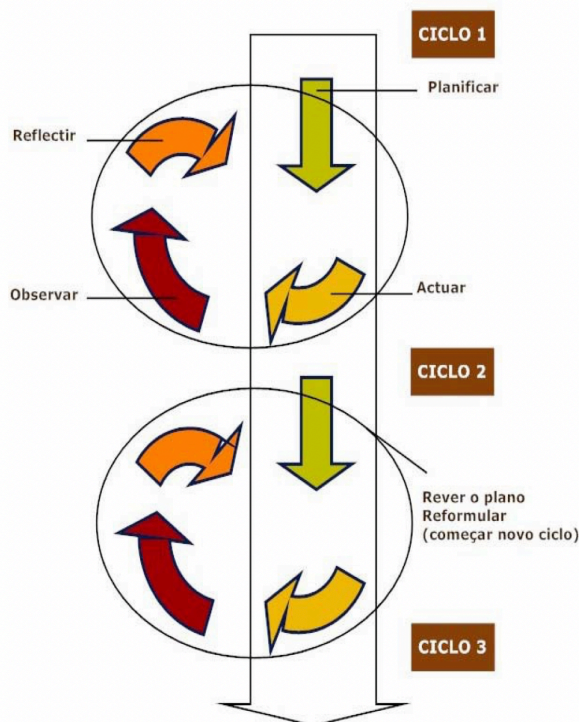 CICLO 1
Planificar
Reflectir
Observar
Actuar
CICLO 2
Rever o plano
Reformular
(começar novo ciclo)
CICLO 3